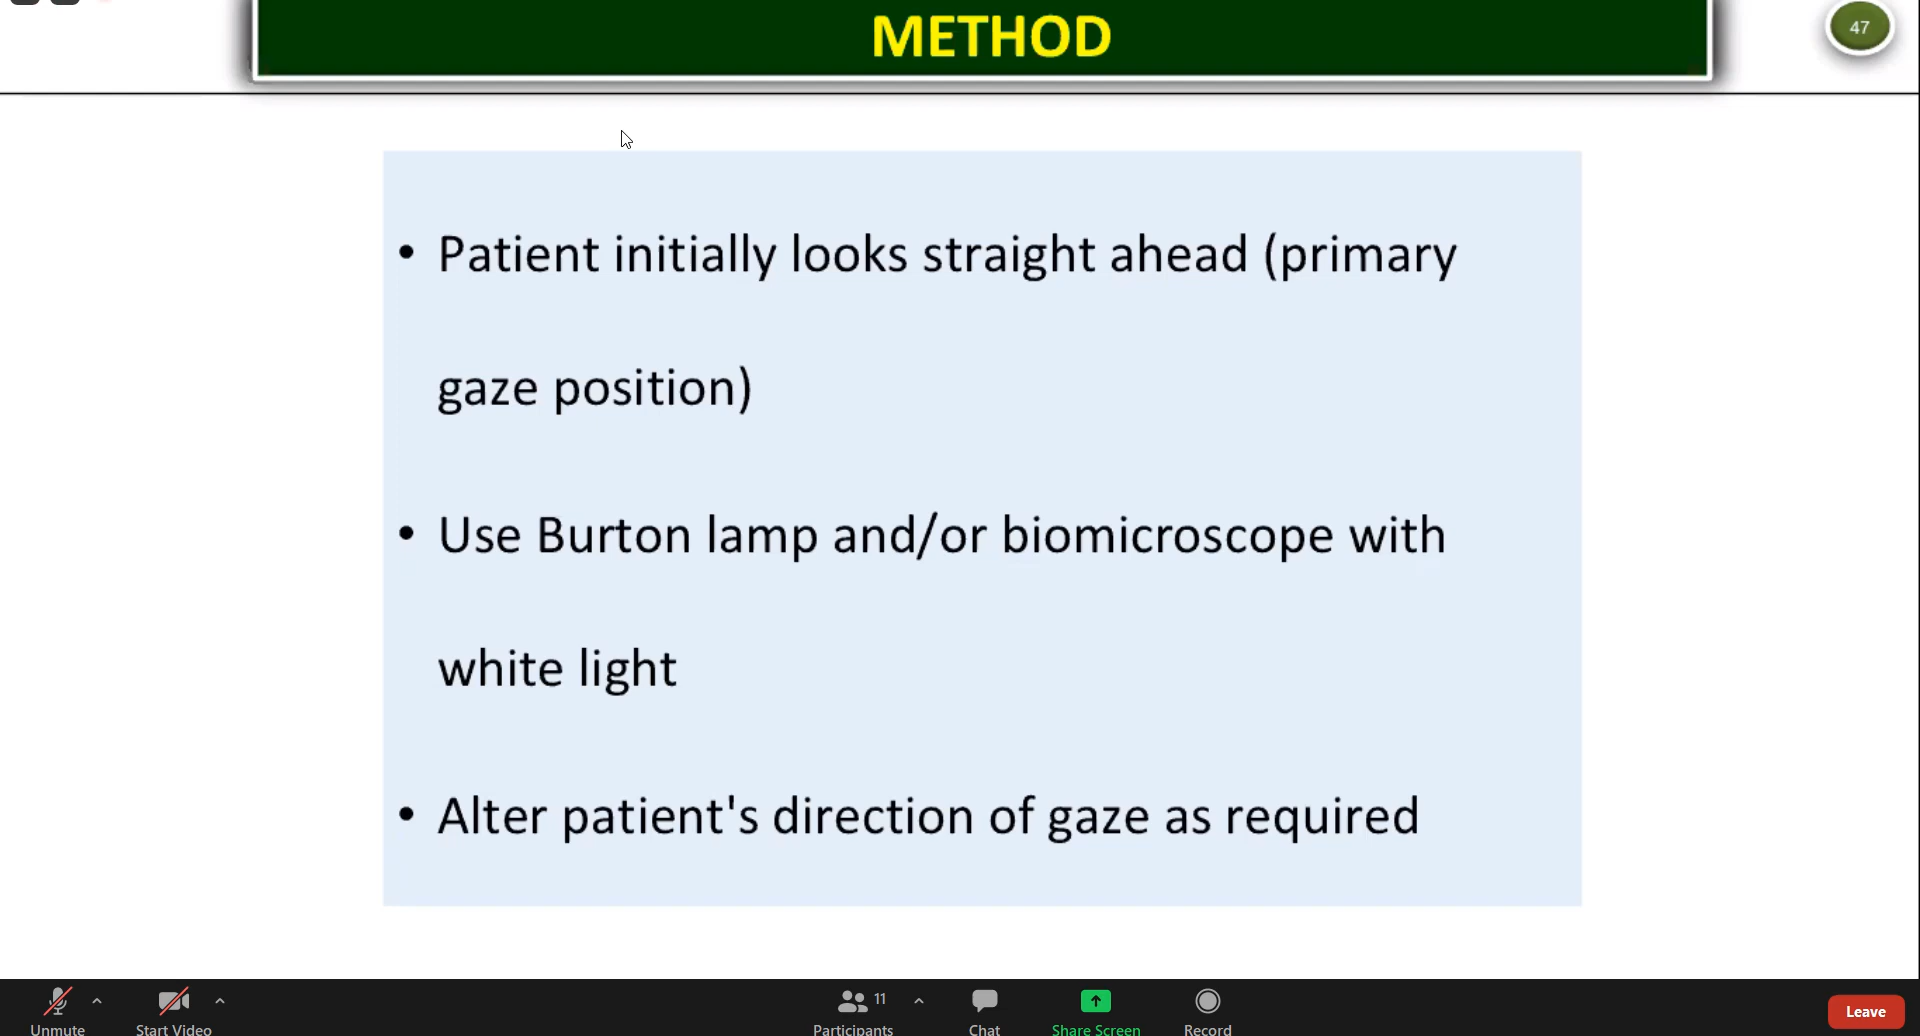 METHOD
47
• Patient initially looks straight ahead (primary
gaze position)
• Use Burton lamp and/or biomicroscope with
white light
• Alter patient's direction of gaze as required
Unmute
Start Video
11
Participants
Chat
Share Screen
Record
Leave